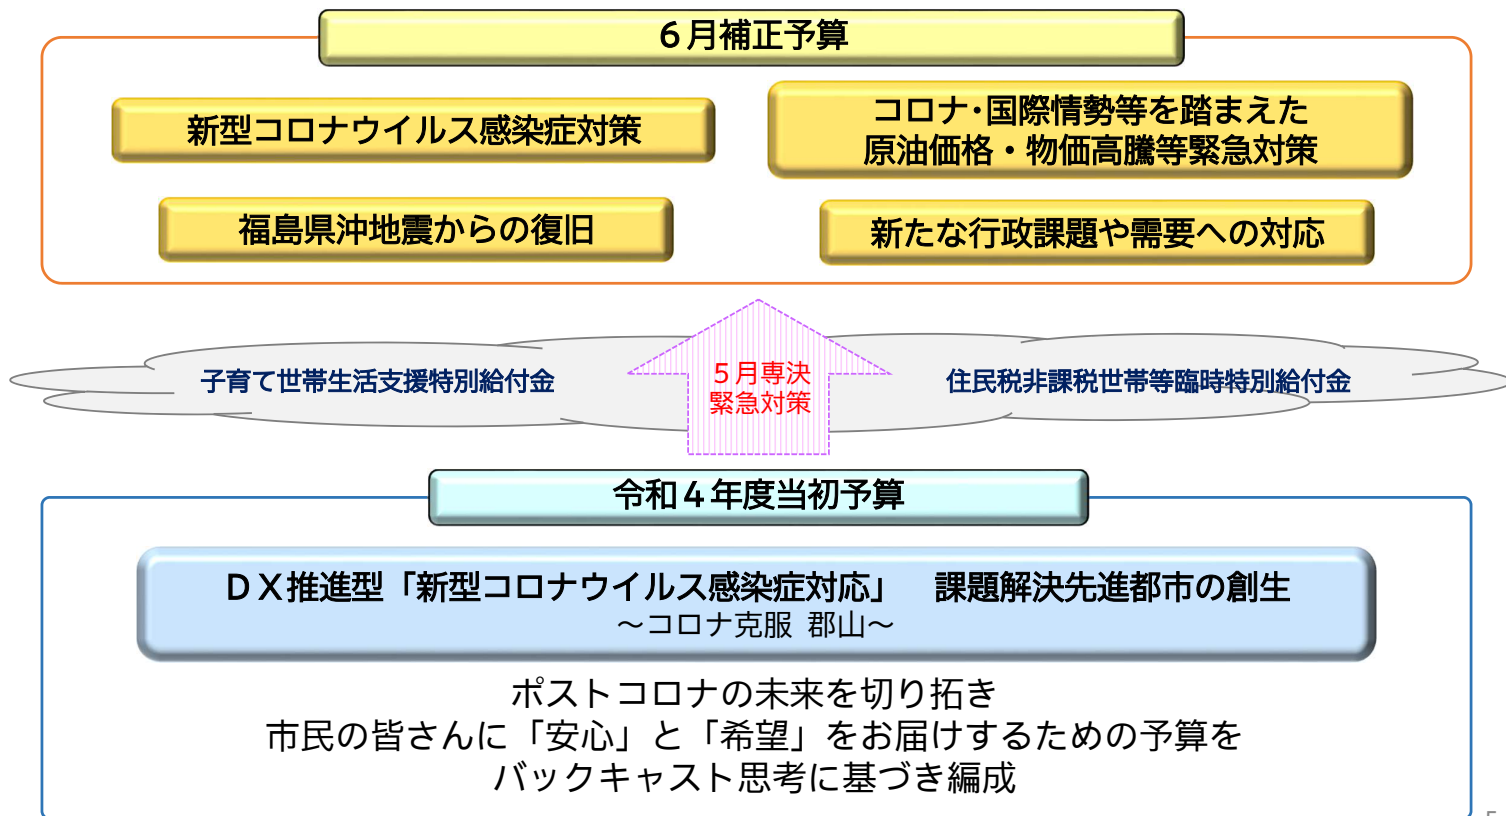 ６月補正予算
新型コロナウイルス感染症対策
コロナ・国際情勢等を踏まえた
原油価格・物価高騰等緊急対策
福島県沖地震からの復旧
新たな行政課題や需要への対応
子育て世帯生活支援特別給付金
５月専決
緊急対策
住民税非課税世帯等臨時特別給付金
令和４年度当初予算
ＤＸ推進型「新型コロナウイルス感染症対応」　課題解決先進都市の創生
～コロナ克服 郡山～
ポストコロナの未来を切り拓き
市民の皆さんに「安心」と「希望」をお届けするための予算を
バックキャスト思考に基づき編成